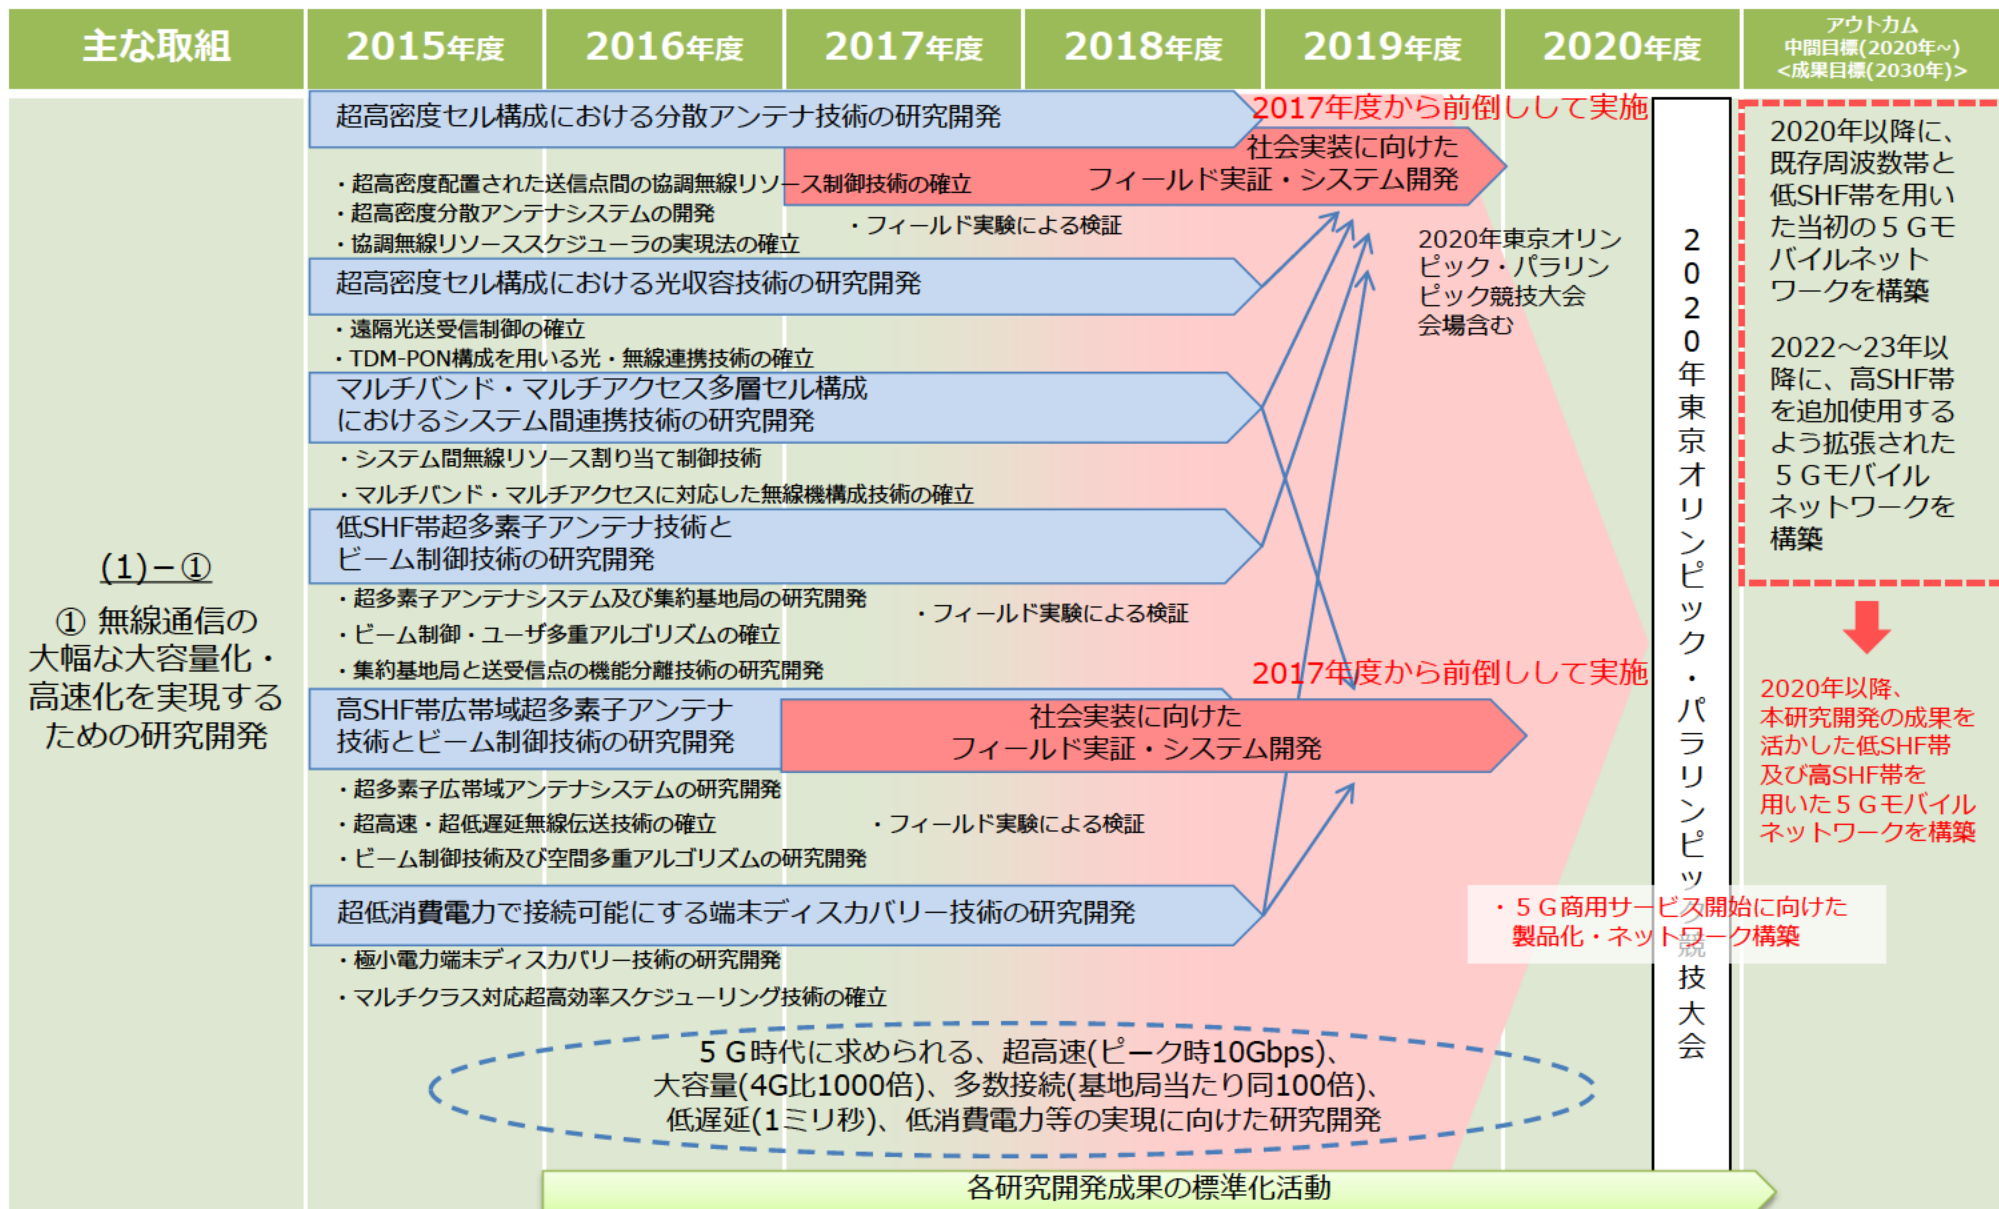 主な取組
2015年度
2016年度
2017年度
2018年度
2019年度
2020年度
アウトカム
中間目標(2020年~)
<成果目標(2030年)>
(1)－①
① 無線通信の
大幅な大容量化・
高速化を実現する
ための研究開発
超高密度セル構成における分散アンテナ技術の研究開発
2017年度から前倒しして実施
社会実装に向けた
フィールド実証・システム開発
・超高密度配置された送信点間の協調無線リソース制御技術の確立
・超高密度分散アンテナシステムの開発
・協調無線リソーススケジューラの実現法の確立
・フィールド実験による検証
2020年東京オリン
ピック・パラリン
ピック競技大会
会場含む
超高密度セル構成における光収容技術の研究開発
・遠隔光送受信制御の確立
・TDM-PON構成を用いる光・無線連携技術の確立
マルチバンド・マルチアクセス多層セル構成
におけるシステム間連携技術の研究開発
・システム間無線リソース割り当て制御技術
・マルチバンド・マルチアクセスに対応した無線機構成技術の確立
低SHF帯超多素子アンテナ技術と
ビーム制御技術の研究開発
・超多素子アンテナシステム及び集約基地局の研究開発
・ビーム制御・ユーザ多重アルゴリズムの確立
・集約基地局と送受信点の機能分離技術の研究開発
・フィールド実験による検証
2017年度から前倒しして実施
高SHF帯広帯域超多素子アンテナ
技術とビーム制御技術の研究開発
社会実装に向けた
フィールド実証・システム開発
・超多素子広帯域アンテナシステムの研究開発
・超高速・超低遅延無線伝送技術の確立
・ビーム制御技術及び空間多重アルゴリズムの研究開発
・フィールド実験による検証
超低消費電力で接続可能にする端末ディスカバリー技術の研究開発
・極小電力端末ディスカバリー技術の研究開発
・マルチクラス対応超高効率スケジューリング技術の確立
・５Ｇ商用サービス開始に向けた
製品化・ネットワーク構築
５Ｇ時代に求められる、超高速(ピーク時10Gbps)、
大容量(4G比1000倍)、多数接続(基地局当たり同100倍)、
低遅延(1ミリ秒)、低消費電力等の実現に向けた研究開発
各研究開発成果の標準化活動
2020年東京オリンピック・パラリンピック競技大会
2020年以降に、
既存周波数帯と
低SHF帯を用い
た当初の５Ｇモ
バイルネット
ワークを構築
2022～23年以
降に、高SHF帯
を追加使用する
よう拡張された
５Ｇモバイル
ネットワークを
構築
2020年以降、
本研究開発の成果を
活かした低SHF帯
及び高SHF帯を
用いた５Ｇモバイル
ネットワークを構築